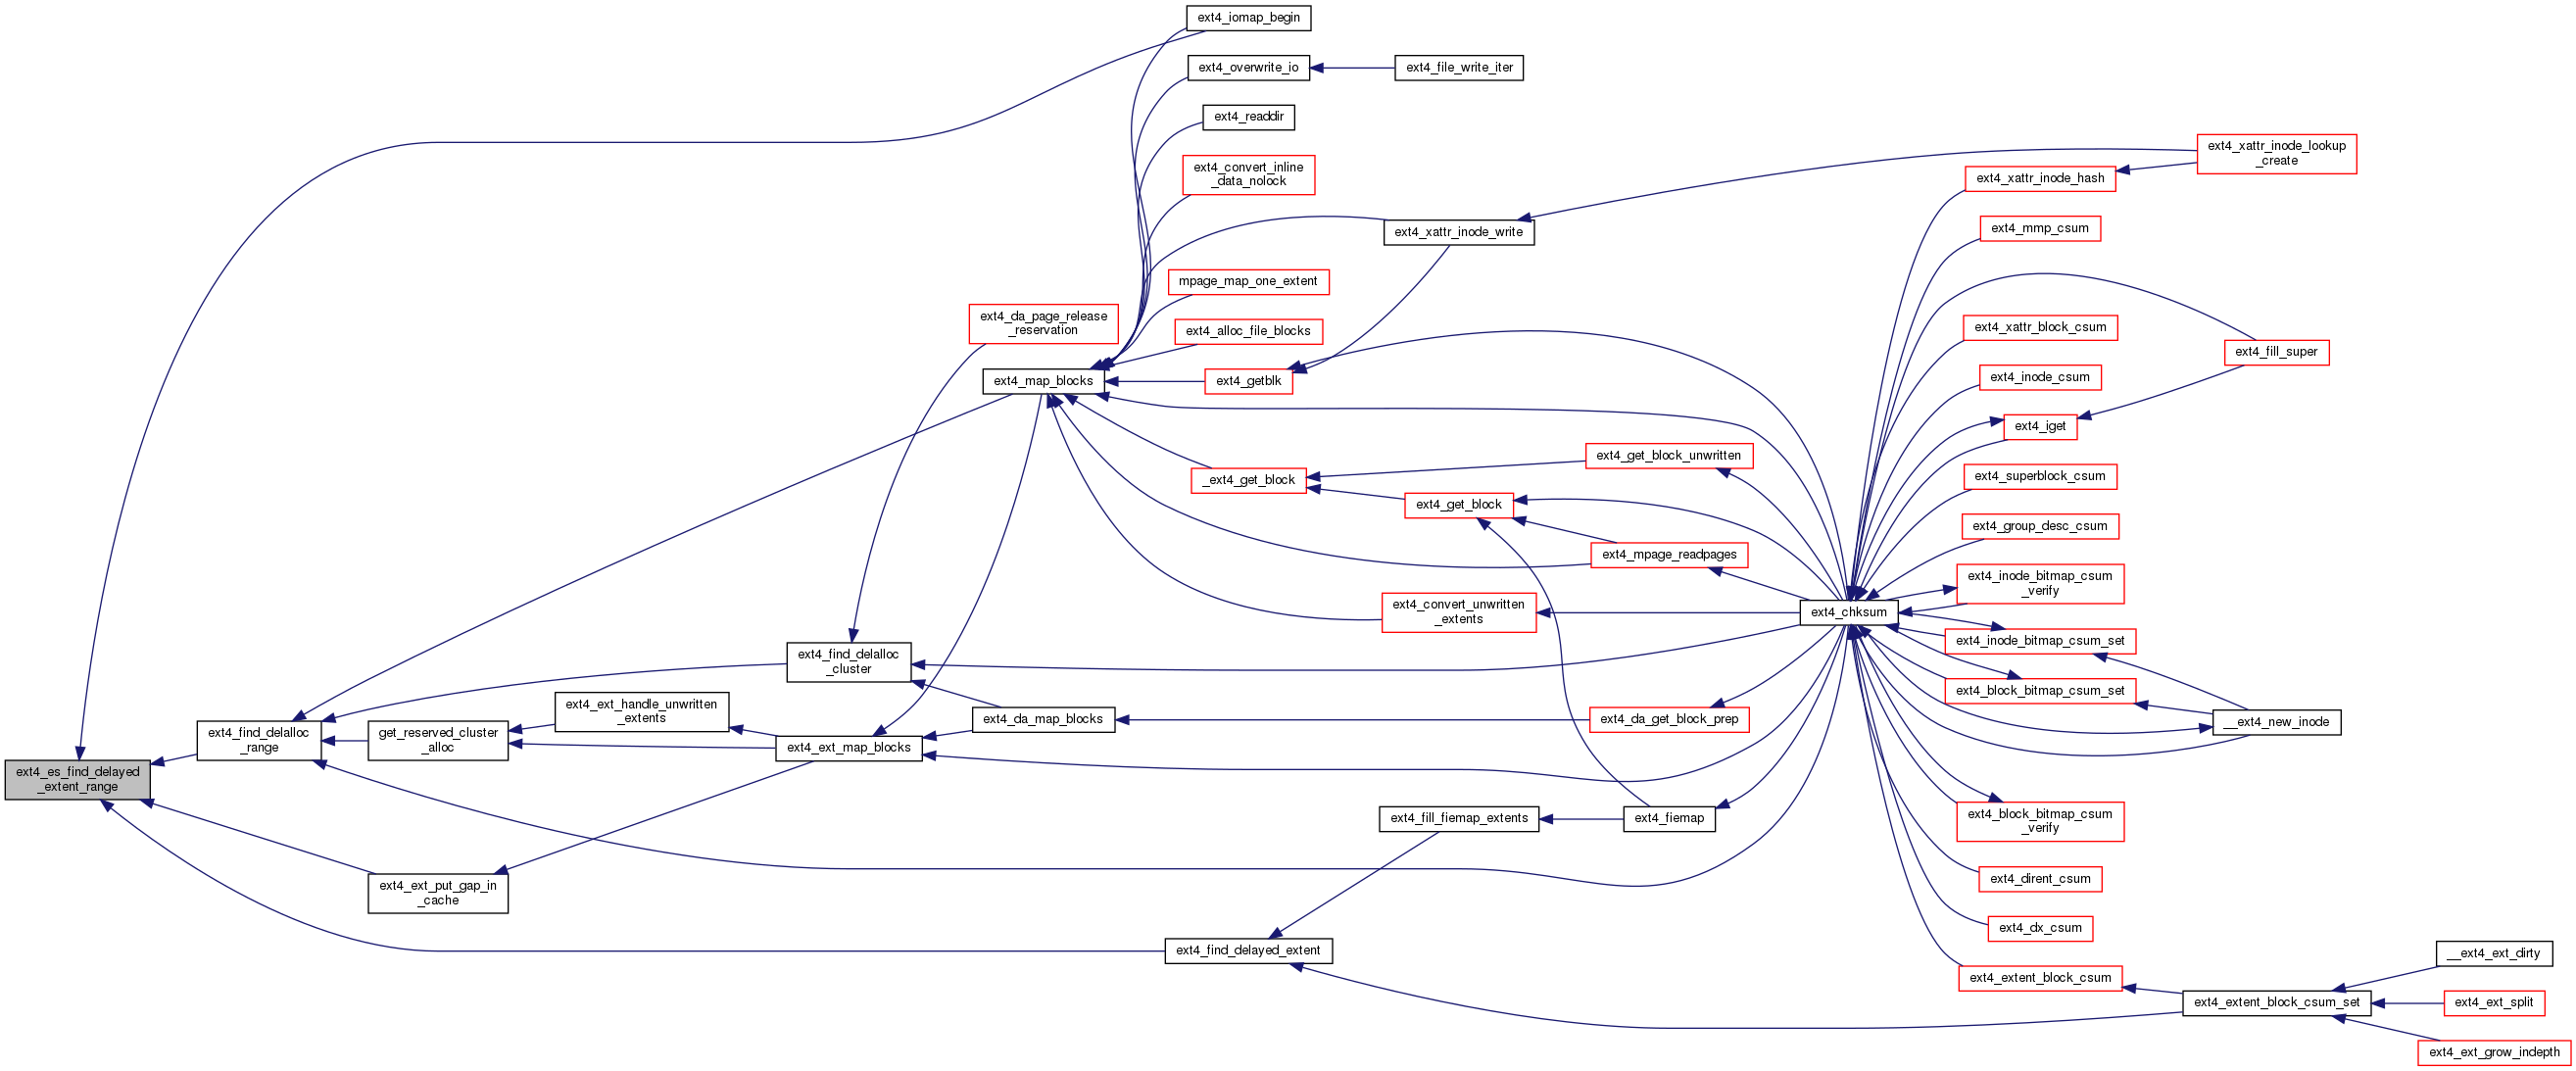 ext4_iomap_begin
ext4_overwrite_io
ext4_file_write_iter
ext4_readdir
ext4_xattr_inode_lookup
_create
ext4_convert_inline
_data_nolock
ext4_xattr_inode_hash
ext4_xattr_inode_write
ext4_mmp_csum
mpage_map_one_extent
ext4_da_page_release
_reservation
ext4_alloc_file_blocks
ext4_xattr_block_csum
ext4_fill_super
ext4_map_blocks
ext4_getblk
ext4_inode_csum
ext4_iget
ext4_get_block_unwritten
_ext4_get_block
ext4_superblock_csum
ext4_get_block
ext4_group_desc_csum
ext4_mpage_readpages
ext4_inode_bitmap_csum
_verify
ext4_convert_unwritten
_extents
ext4_chksum
ext4_inode_bitmap_csum_set
ext4_find_delalloc
_cluster
ext4_block_bitmap_csum_set
ext4_ext_handle_unwritten
_extents
ext4_da_map_blocks
ext4_da_get_block_prep
__ext4_new_inode
ext4_find_delalloc
_range
get_reserved_cluster
_alloc
ext4_ext_map_blocks
ext4_es_find_delayed
_extent_range
ext4_fill_fiemap_extents
ext4_fiemap
ext4_block_bitmap_csum
_verify
ext4_ext_put_gap_in
_cache
ext4_dirent_csum
ext4_dx_csum
ext4_find_delayed_extent
__ext4_ext_dirty
ext4_extent_block_csum
ext4_extent_block_csum_set
ext4_ext_split
ext4_ext_grow_indepth